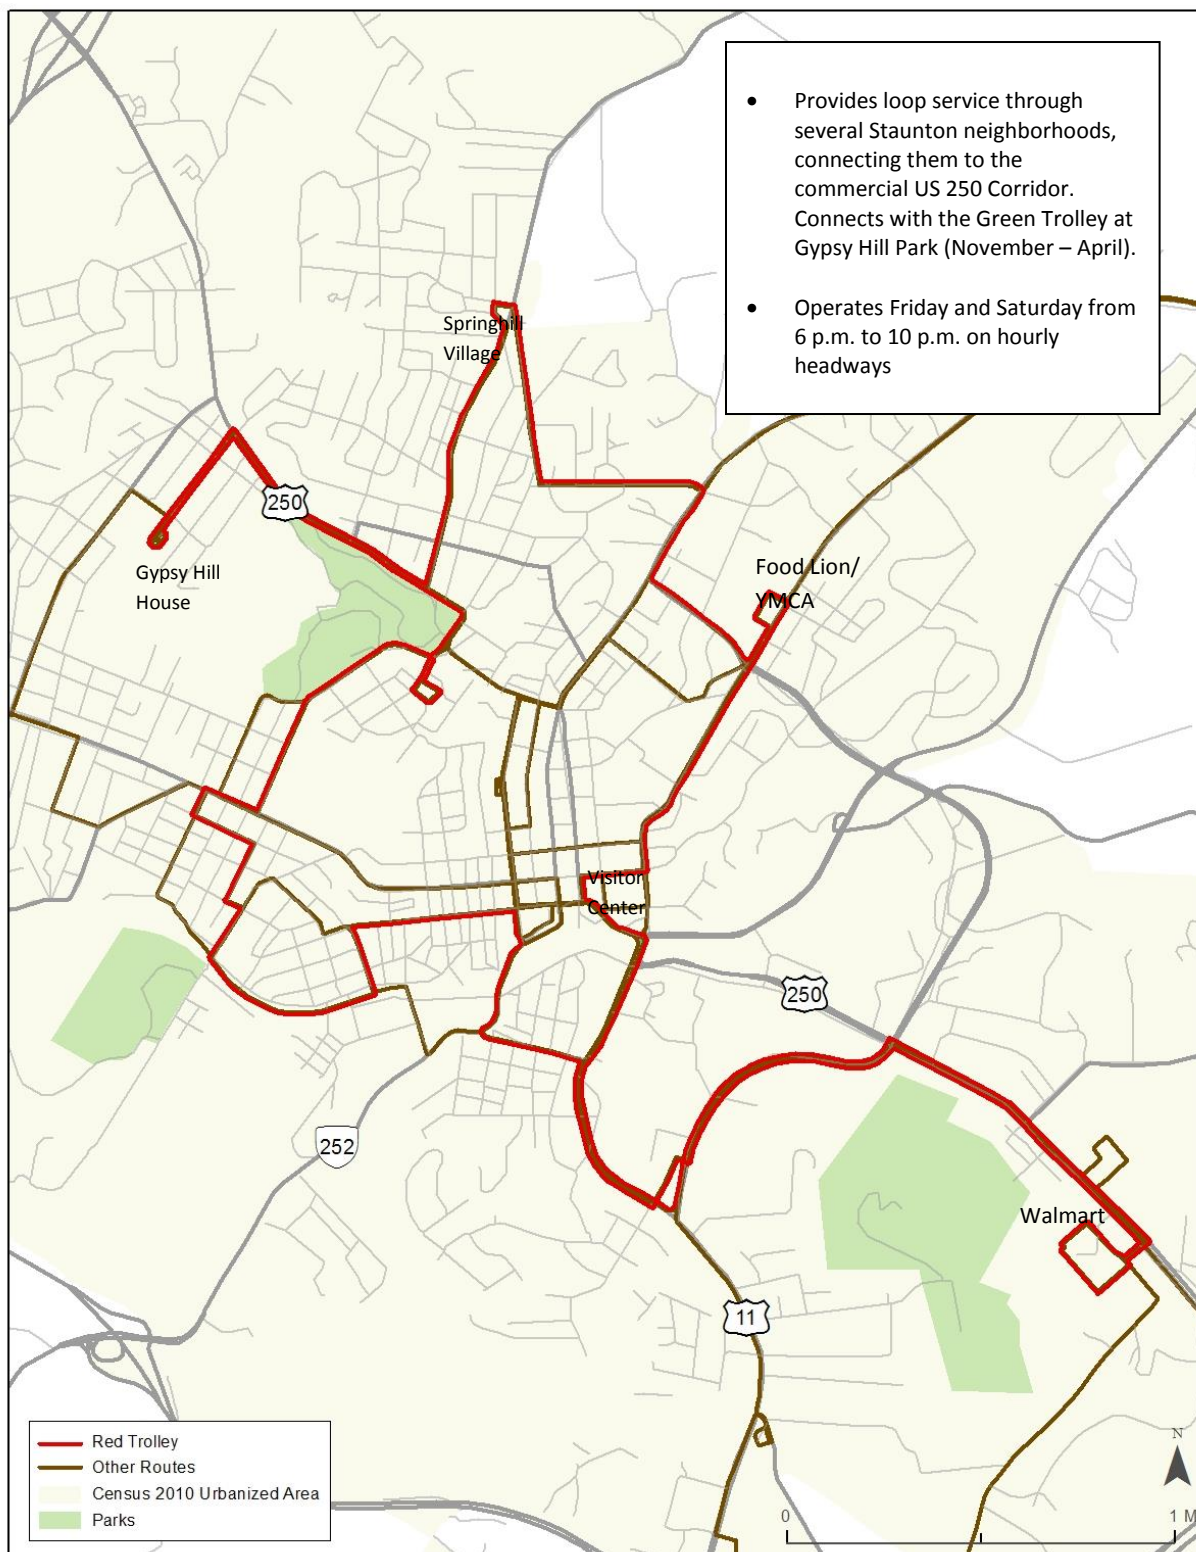 • Provides loop service through
several Staunton neighborhoods,
connecting them to the
commercial US 250 Corridor.
Connects with the Green Trolley at
Gypsy Hill Park (November – April).
• Operates Friday and Saturday from
6 p.m. to 10 p.m. on hourly
headways
Springhill
Village
250
Gypsy Hill
House
Food Lion/
YMCA
Visitor
Center
250
252
Walmart
11
Red Trolley
Other Routes
Census 2010 Urbanized Area
Parks
N
0 1 M